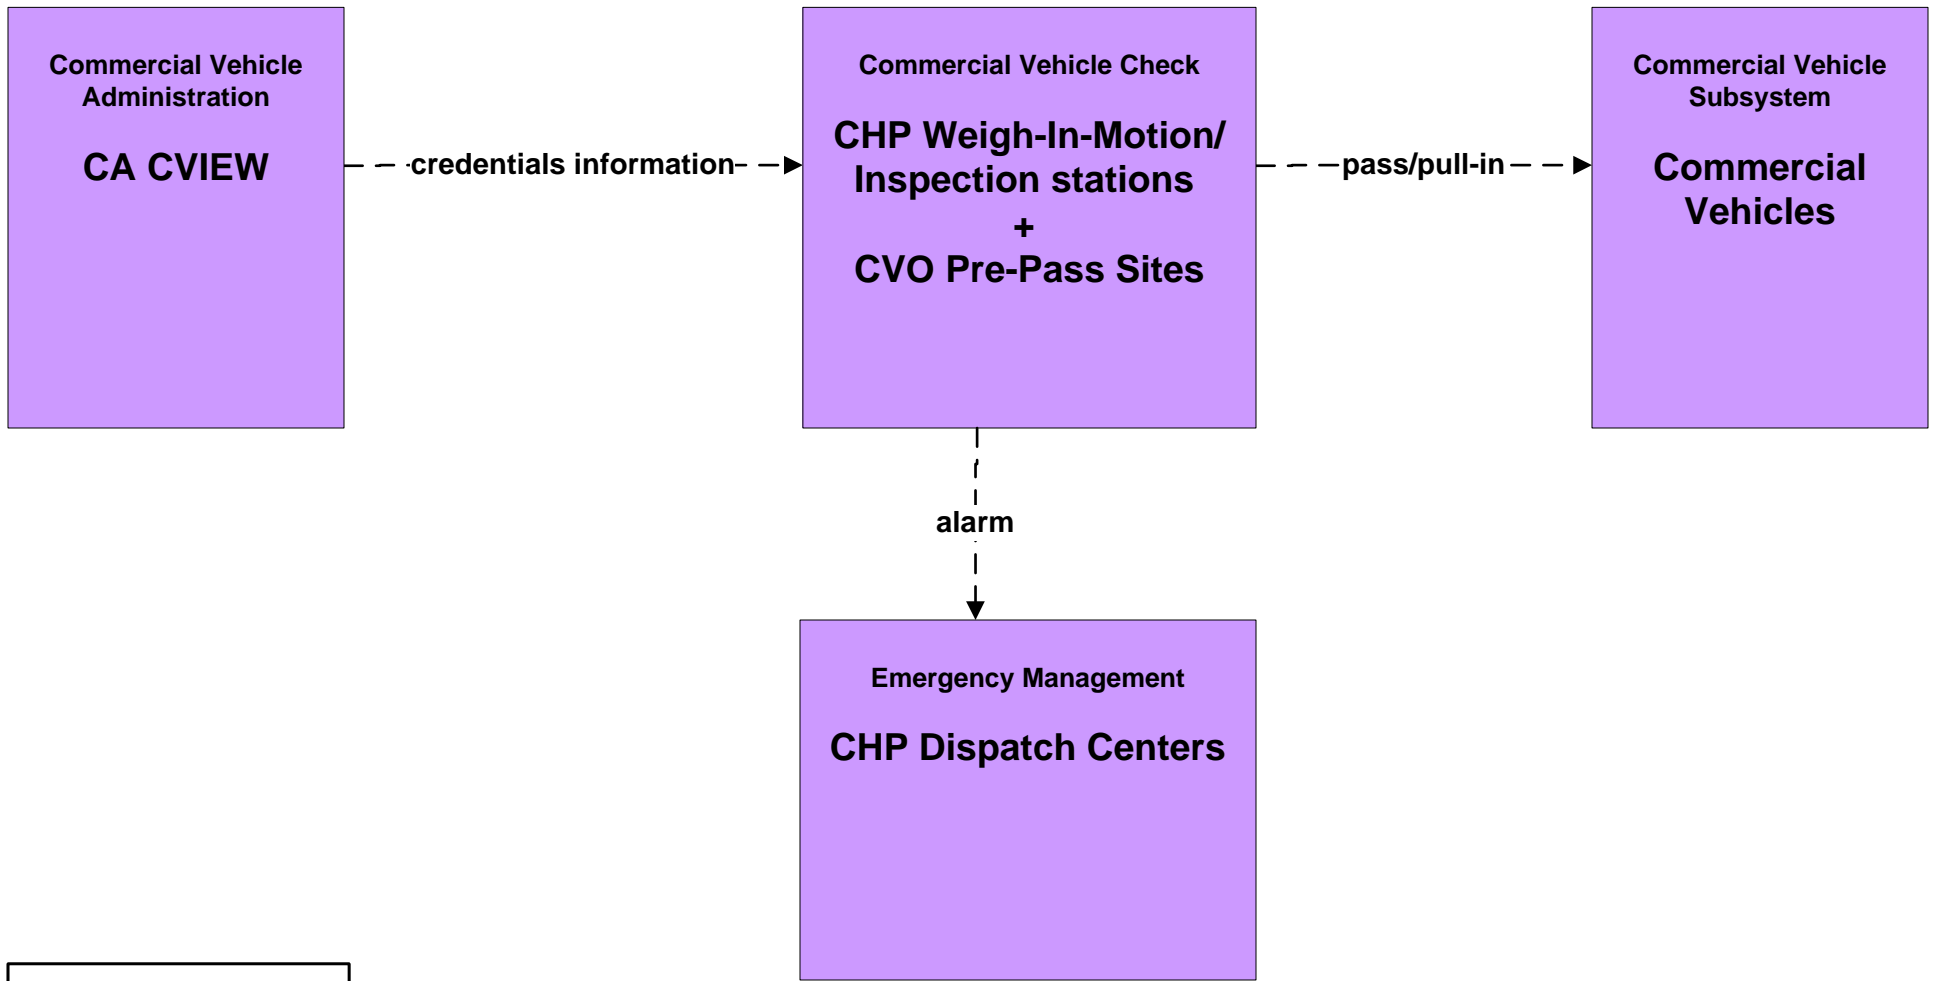 Commercial Vehicle
Administration
CA CVIEW
credentials information
Commercial Vehicle Check
CHP Weigh-In-Motion/
Inspection stations
+
CVO Pre-Pass Sites
pass/pull-in
Commercial Vehicle
Subsystem
Commercial
Vehicles
alarm
Emergency Management
CHP Dispatch Centers